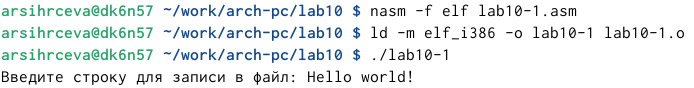 arsihrceva@dk6n57 ~/work/arch-pc/lab10 $ nasm -f elf lab10-1.asm
arsihrceva@dk6n57 ~/work/arch-pc/lab10 $ ld -m elf_i386 -o lab10-1 lab10-1.o
arsihrceva@dk6n57 ~/work/arch-pc/lab10 $ ./lab10-1
Введите строку для записи в файл: Hello world!